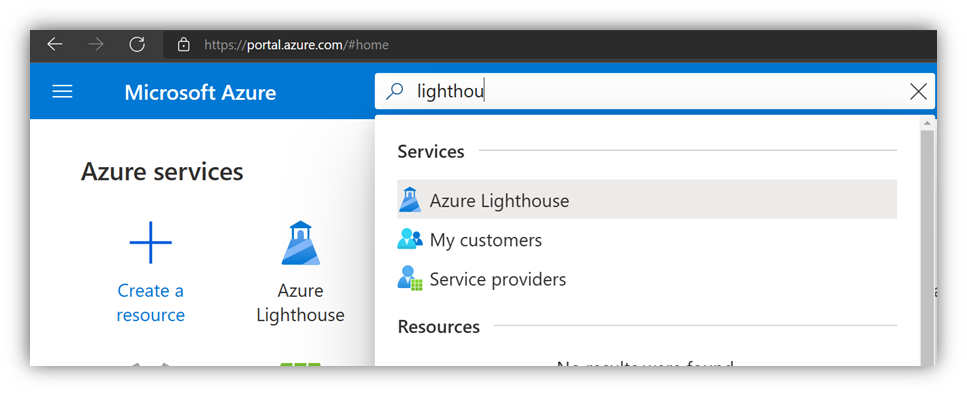 https://portal.azure.com/#home
Microsoft Azure
lighthou
Azure services
Create a
resource
Azure
Lighthouse
Services
Azure Lighthouse
My customers
Service providers
Resources
No results were found